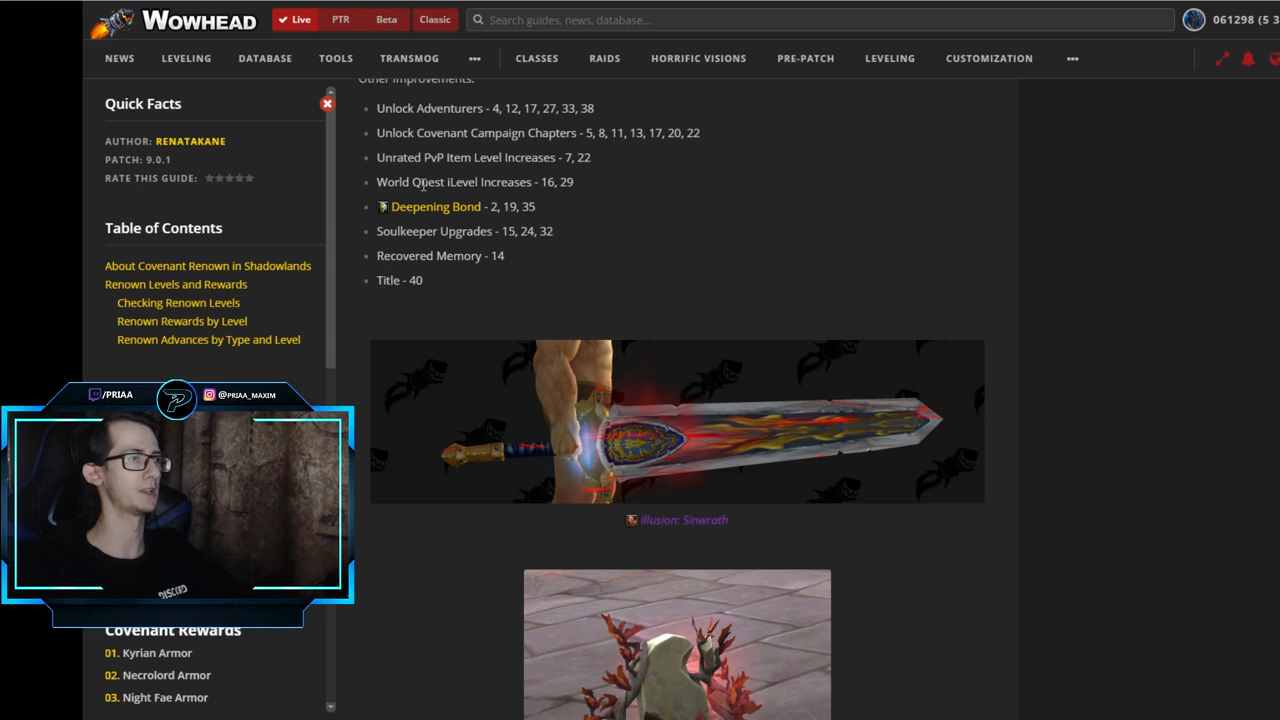 WOWHEAD
Live PTR Beta Classic
Search guides, news, database...
061298 (5 3
NEWS LEVELING DATABASE TOOLS TRANSMOG ••• CLASSES RAIDS HORRIFIC VISIONS PRE-PATCH LEVELING CUSTOMIZATION •••
Quick Facts
AUTHOR: RENATAKANE
PATCH: 9.0.1
RATE THIS GUIDE:
Table of Contents
About Covenant Renown in Shadowlands
Renown Levels and Rewards
Checking Renown Levels
Renown Rewards by Level
Renown Advances by Type and Level
Other Improvements:
Unlock Adventurers - 4, 12, 17, 27, 33, 38
Unlock Covenant Campaign Chapters - 5, 8, 11, 13, 17, 20, 22
Unrated PvP Item Level Increases - 7, 22
World Quest iLevel Increases - 16, 29
Deepening Bond - 2, 19, 35
Soulkeeper Upgrades - 15, 24, 32
Recovered Memory - 14
Title - 40
Illusion: Sinwrath
/PRIAA @PRIAA_MAXIM
DISCORD
Covenant Rewards
01. Kyrian Armor
02. Necrolord Armor
03. Night Fae Armor